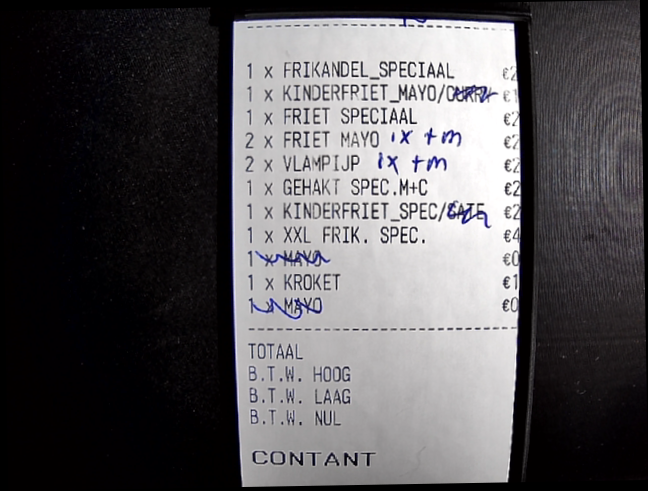 1 x FRIKANDEL_SPECIAAL €2
1 x KINDERFRIET_MAYO/CURRY €1
1 x FRIET SPECIAAL €2
2 x FRIET MAYO 1x +m €2
2 x VLAMPIJP 1x +m €2
1 x GEHAKT SPEC.M+C €2
1 x KINDERFRIET_SPEC/SATE €2
1 x XXL FRIK. SPEC. €4
1 x MAYO €0
1 x KROKET €1
1 x MAYO €0
TOTAAL
B.T.W. HOOG
B.T.W. LAAG
B.T.W. NUL
CONTANT